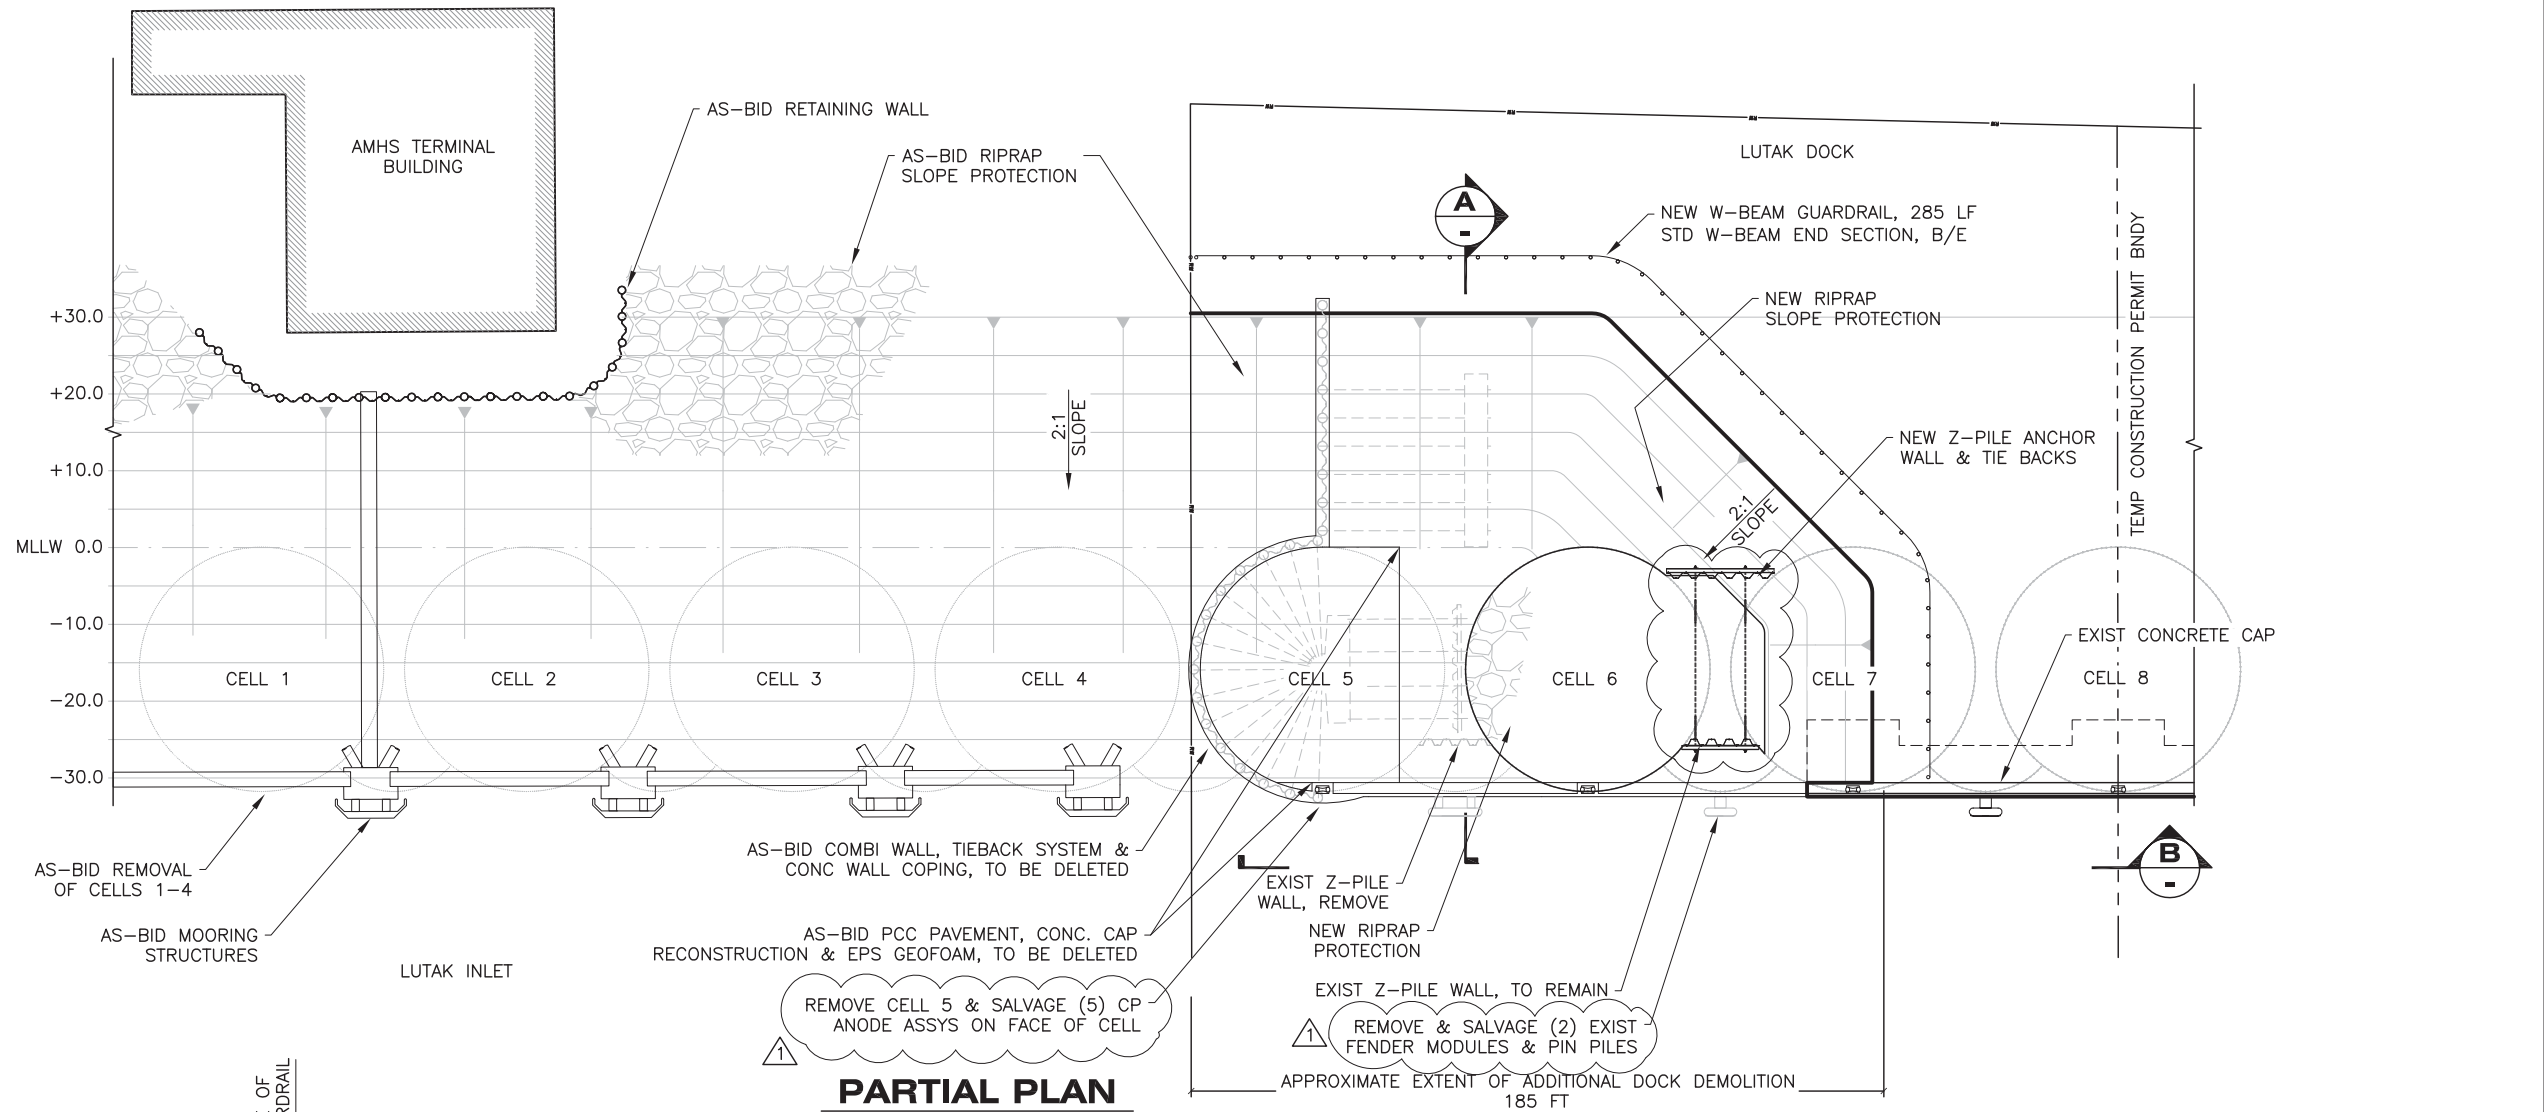 AMHS TERMINAL
BUILDING
AS-BID RETAINING WALL
AS-BID RIPRAP
SLOPE PROTECTION
LUTAK DOCK
A
-
NEW W-BEAM GUARDRAIL, 285 LF
STD W-BEAM END SECTION, B/E
TEMP CONSTRUCTION PERMIT BNDY
NEW RIPRAP
SLOPE PROTECTION
+30.0
+20.0
+10.0
MLLW 0.0
-10.0
-20.0
-30.0
2:1
SLOPE
NEW Z-PILE ANCHOR
WALL & TIE BACKS
2:1
SLOPE
EXIST CONCRETE CAP
CELL 1
CELL 2
CELL 3
CELL 4
CELL 5
CELL 6
CELL 7
CELL 8
AS-BID REMOVAL
OF CELLS 1-4
AS-BID MOORING
STRUCTURES
LUTAK INLET
AS-BID COMBI WALL, TIEBACK SYSTEM &
CONC WALL COPING, TO BE DELETED
AS-BID PCC PAVEMENT, CONC. CAP
RECONSTRUCTION & EPS GEOFOAM, TO BE DELETED
REMOVE CELL 5 & SALVAGE (5) CP
ANODE ASSYS ON FACE OF CELL
1
EXIST Z-PILE
WALL, REMOVE
NEW RIPRAP
PROTECTION
EXIST Z-PILE WALL, TO REMAIN
REMOVE & SALVAGE (2) EXIST
FENDER MODULES & PIN PILES
1
B
-
APPROXIMATE EXTENT OF ADDITIONAL DOCK DEMOLITION
185 FT
PARTIAL PLAN